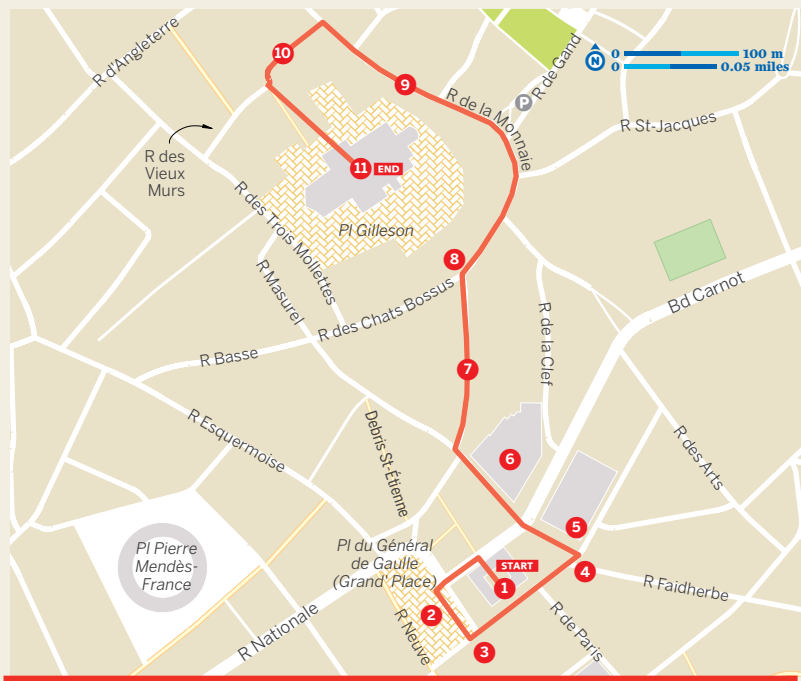 10
R d'Angleterre
9
0 100 m
N
0 0.05 miles
R de Gand
P
R de la Monnaie
R St-Jacques
R des
Vieux
Murs
11 END
R des Trois Mollettes
Pl Gilleson
8
R Masurel
R des Chats Bossus
Bd Carnot
R de la Clef
R Basse
7
R Esquermoise
Debris St-Étienne
6
R des Arts
5
Pl Pierre
Mendès-
France
Pl du Général
de Gaulle
(Grand' Place)
START
1
4
R Faidherbe
2
R Neuve
R Nationale
3
R de Paris